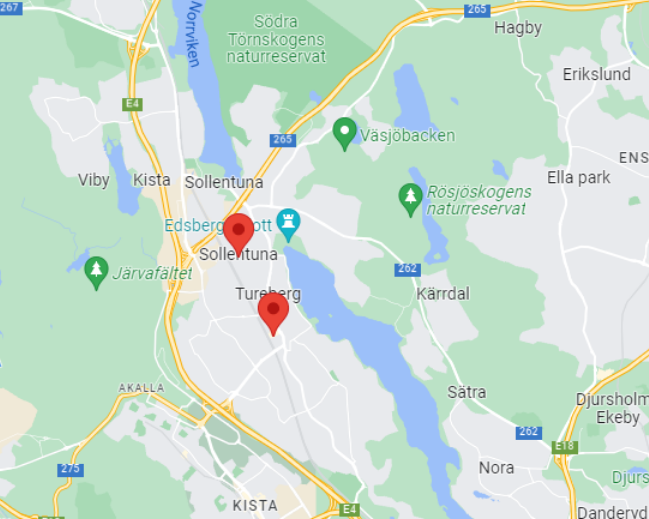 267
265
Hagby
Norrviken
Södra
Törnskogens
naturreservat
Erikslund
E4
265
Väsjöbacken
ENS
Viby
Kista
Sollentuna
Ella park
Rösjöskogens
naturreservat
Edsberg
ott
Sollentuna
262
Järvafältet
Tureberg
Kärrdal
AKALLA
Sätra
Djursholm
Ekeby
262
E18
275
Nora
Djurs
KISTA
E4
Danderyd